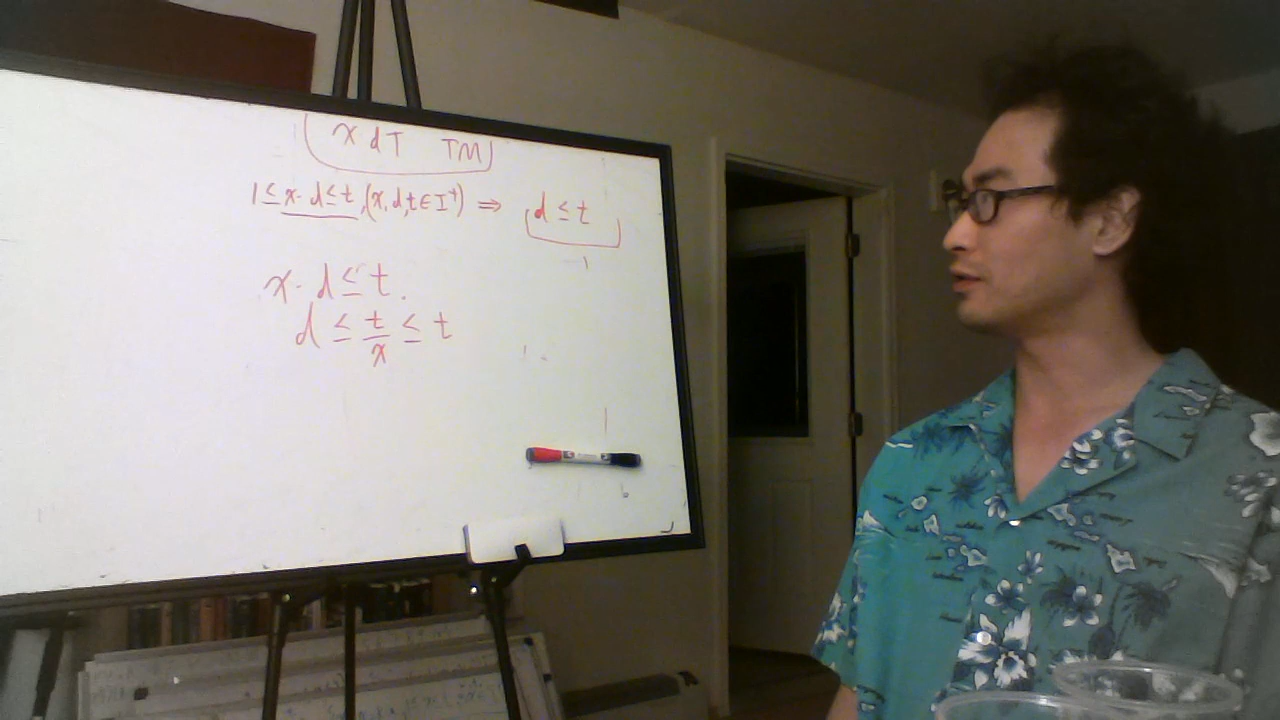 x dT TM
1 ≤ x · d ≤ t, (x, d, t ∈ I⁺) ⇒ d ≤ t
x · d ≤ t.
d ≤ t/x ≤ t